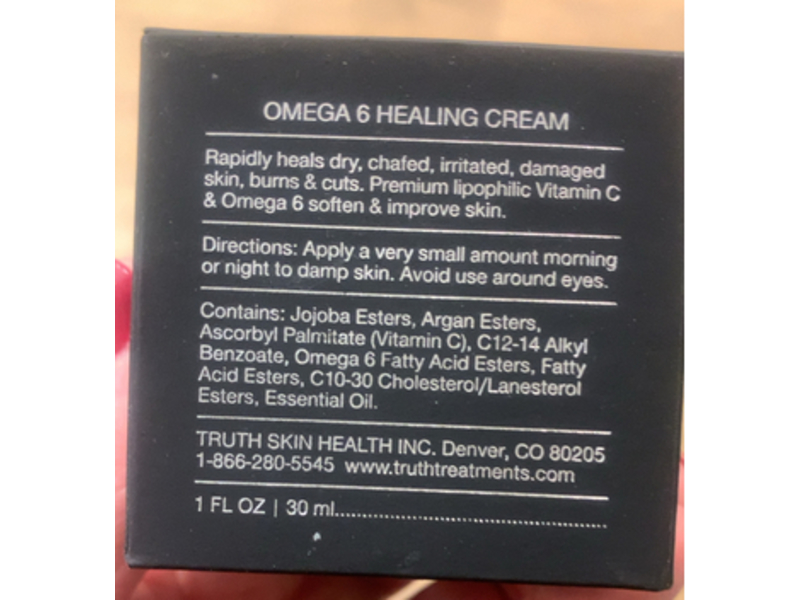 OMEGA 6 HEALING CREAM
Rapidly heals dry, chafed, irritated, damaged
skin, burns & cuts. Premium lipophilic Vitamin C
& Omega 6 soften & improve skin.
Directions: Apply a very small amount morning
or night to damp skin. Avoid use around eyes.
Contains: Jojoba Esters, Argan Esters,
Ascorbyl Palmitate (Vitamin C), C12-14 Alkyl
Benzoate, Omega 6 Fatty Acid Esters, Fatty
Acid Esters, C10-30 Cholesterol/Lanesterol
Esters, Essential Oil.
TRUTH SKIN HEALTH INC. Denver, CO 80205
1-866-280-5545 www.truthtreatments.com
1 FL OZ | 30 ml